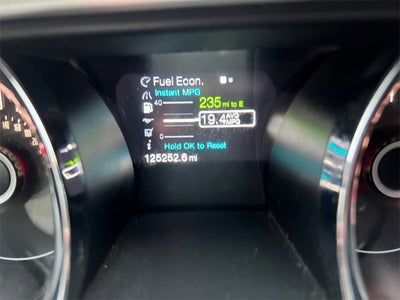 Fuel Econ.
Instant MPG
40
235 mi to E
19.4 AVG MPG
0
Hold OK to Reset
125252.6 mi